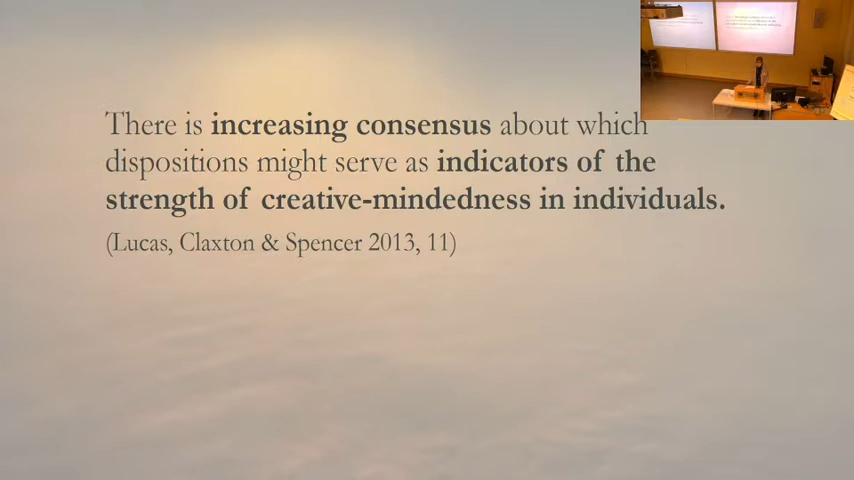 There is increasing consensus about which
dispositions might serve as indicators of the
strength of creative-mindedness in individuals.
(Lucas, Claxton & Spencer 2013, 11)